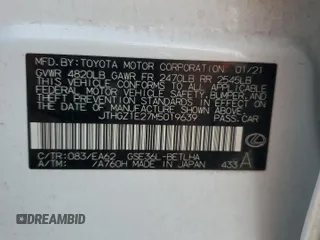 MFD.BY:TOYOTA MOTOR CORPORATION 01/21
GVWR 4820LB GAWR FR 2470LB RR 2545LB
THIS VEHICLE CONFORMS TO ALL APPLICABLE
FEDERAL MOTOR VEHICLE SAFETY, BUMPER, AND
THEFT PREVENTION STANDARDS IN EFFECT ON THE
DATE OF MANUFACTURE SHOWN ABOVE.
JTHGZ1E27M5019639 PASS.CAR
C/TR:083/EA62 GSE36L-BETLHA
A/TM: /A760H MADE IN JAPAN 433 A
DREAMBID